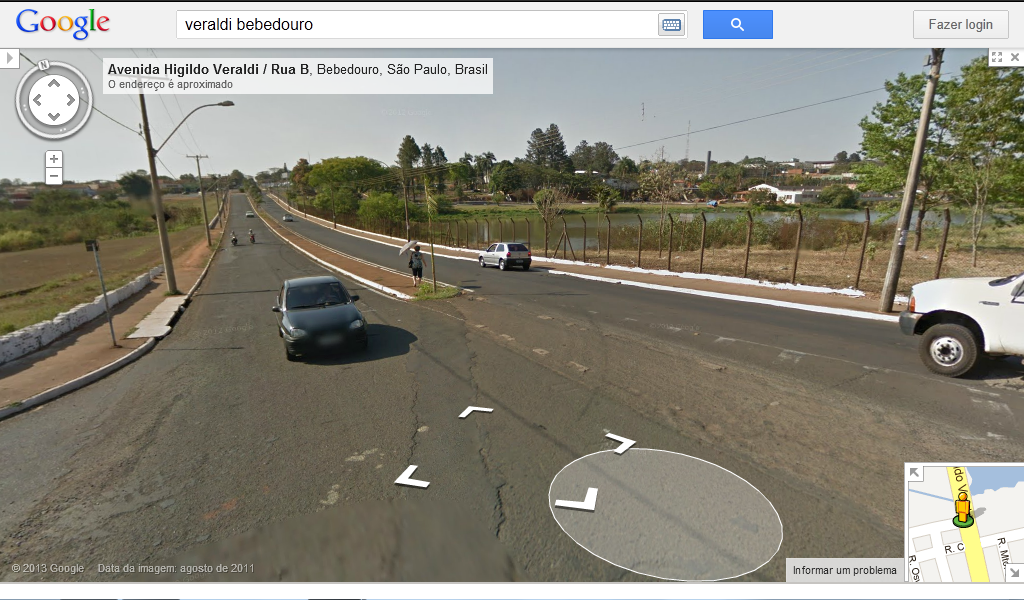 Google
veraldi bebedouro
Fazer login
Avenida Higildo Veraldi / Rua B, Bebedouro, São Paulo, Brasil
O endereço é aproximado
N
+
−
R. C
© 2013 Google Data da imagem: agosto de 2011
Informar um problema